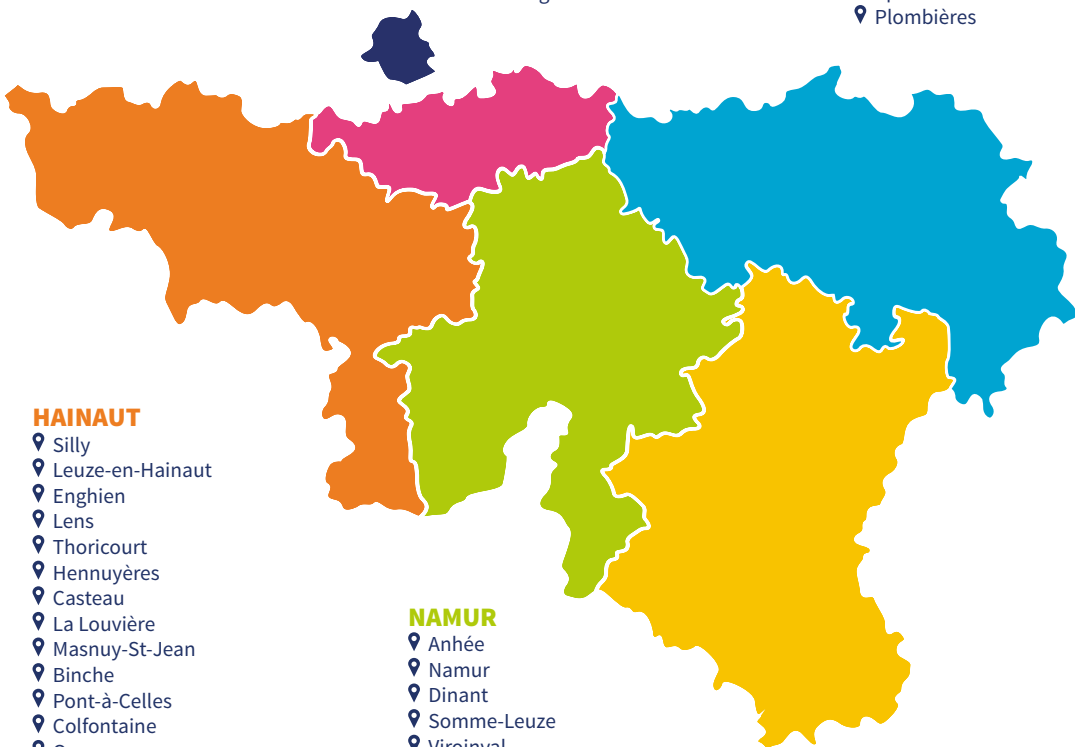 Plombières
HAINAUT
Silly
Leuze-en-Hainaut
Enghien
Lens
Thoricourt
Hennuyères
Casteau
La Louvière
Masnuy-St-Jean
Binche
Pont-à-Celles
Colfontaine
NAMUR
Anhée
Namur
Dinant
Somme-Leuze
Viroinval